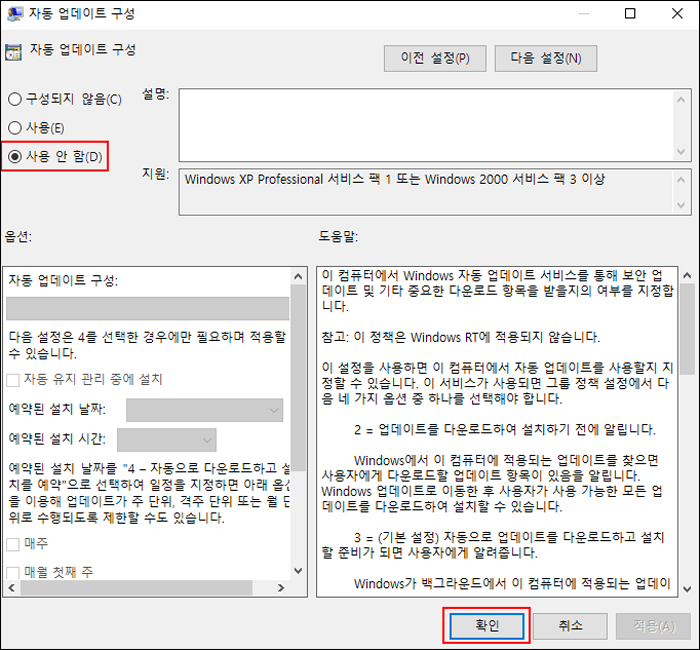 자동 업데이트 구성
자동 업데이트 구성
이전 설정(P)
다음 설정(N)
구성되지 않음(C)
사용(E)
사용 안 함(D)
설명:
지원:
Windows XP Professional 서비스 팩 1 또는 Windows 2000 서비스 팩 3 이상
옵션:
도움말:
자동 업데이트 구성:
다음 설정은 4를 선택한 경우에만 필요하며 적용할
수 있습니다.
자동 유지 관리 중에 설치
예약된 설치 날짜:
예약된 설치 시간:
예약된 설치 날짜를 "4 – 자동으로 다운로드하고 설
치를 예약"으로 선택하여 일정을 지정하면 아래 옵션
을 이용해 업데이트가 주 단위, 격주 단위 또는 월 단
위로 수행되도록 제한할 수도 있습니다.
매주
매월 첫째 주
이 컴퓨터에서 Windows 자동 업데이트 서비스를 통해 보안 업
데이트 및 기타 중요한 다운로드 항목을 받을지의 여부를 지정합
니다.
참고: 이 정책은 Windows RT에 적용되지 않습니다.
이 설정을 사용하면 이 컴퓨터에서 자동 업데이트를 사용할지 지
정할 수 있습니다. 이 서비스가 사용되면 그룹 정책 설정에서 다
음 네 가지 옵션 중 하나를 선택해야 합니다.
2 = 업데이트를 다운로드하여 설치하기 전에 알립니다.
Windows에서 이 컴퓨터에 적용되는 업데이트를 찾으면
사용자에게 다운로드할 업데이트 항목이 있음을 알립니다.
Windows 업데이트로 이동한 후 사용자가 사용 가능한 모든 업
데이트를 다운로드하여 설치할 수 있습니다.
3 = (기본 설정) 자동으로 업데이트를 다운로드하고 설치
할 준비가 되면 사용자에게 알려줍니다.
Windows가 백그라운드에서 이 컴퓨터에 적용되는 업데이
확인
취소
적용(A)